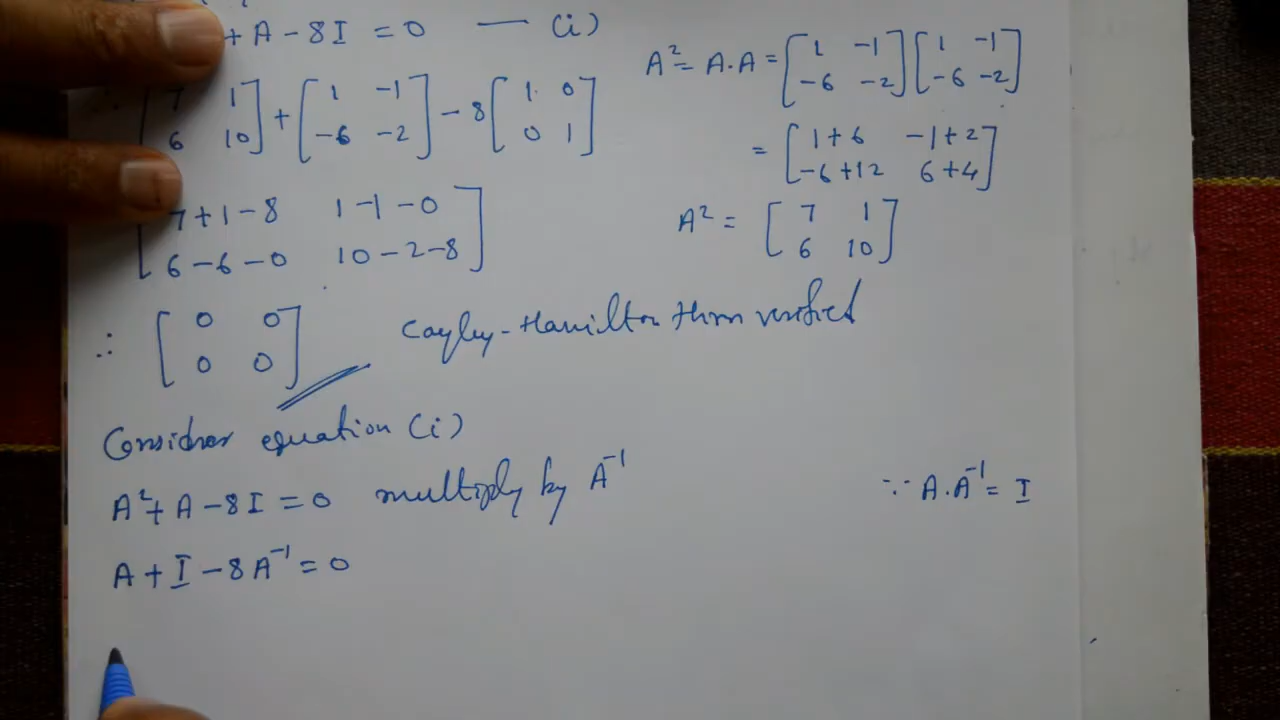 + A - 8I = 0 — (i)
[7 1; 6 10] + [1 -1; -6 -2] - 8 [1 0; 0 1]
[7+1-8 1-1-0; 6-6-0 10-2-8]
∴ [0 0; 0 0]
A² = A.A = [1 -1; -6 -2] [1 -1; -6 -2]
= [1+6 -1+2; -6+12 6+4]
A² = [7 1; 6 10]
Cayley-Hamilton thm verified
Consider equation (i)
A² + A - 8I = 0 multiply by A⁻¹
∵ A.A⁻¹ = I
A + I - 8A⁻¹ = 0